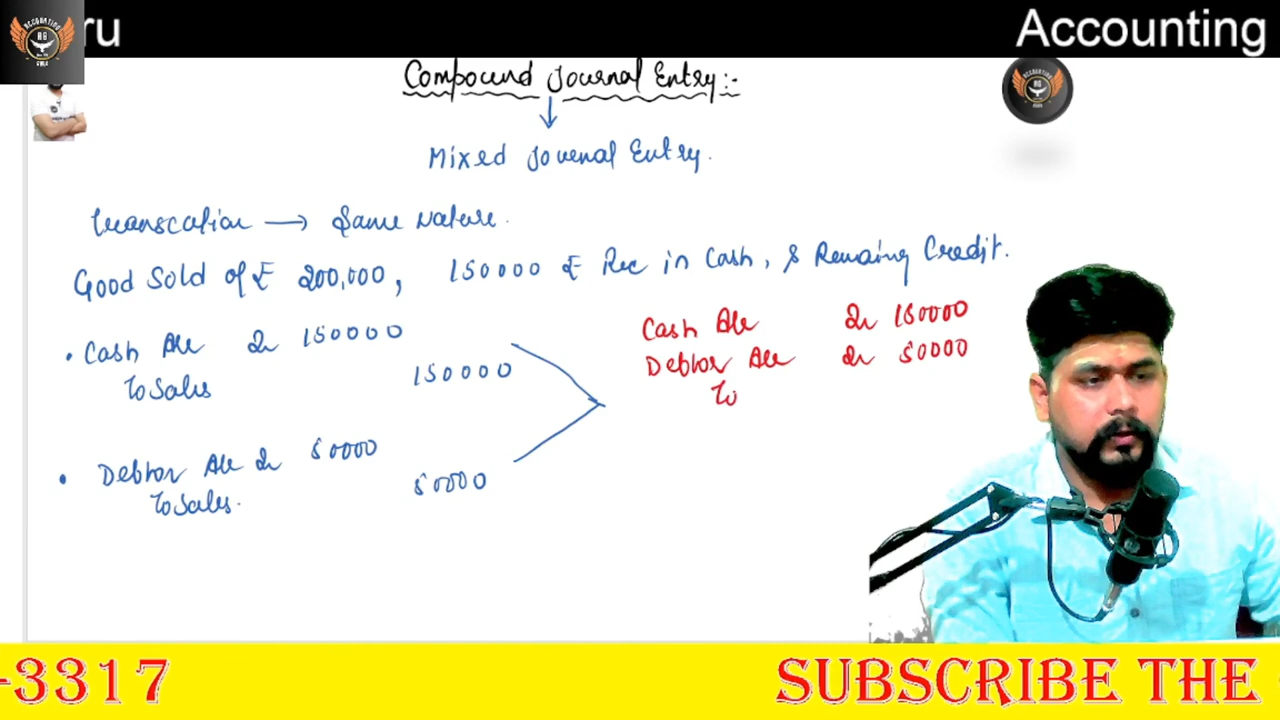 ru
Accounting
Compound Journal Entry:-
Mixed Journal Entry.
transcation → Same Nature.
Good Sold of ₹ 200,000, 150000 ₹ Rec in Cash, & Remaing Credit.
• Cash A/c Dr 150000
To Sales 150000
• Debtor A/c Dr 50000
To Sales. 50000
Cash A/c Dr 150000
Debtor A/c Dr 50000
To
-3317
SUBSCRIBE THE